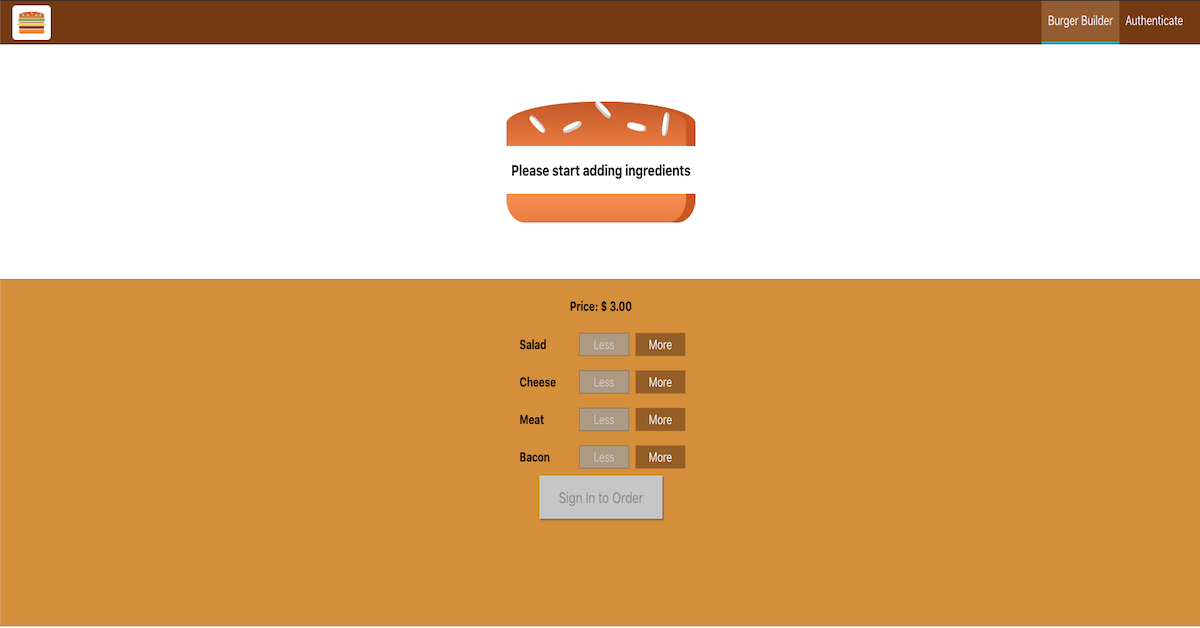 Burger Builder Authenticate
Please start adding ingredients
Price: $ 3.00
Salad Less More
Cheese Less More
Meat Less More
Bacon Less More
Sign In to Order